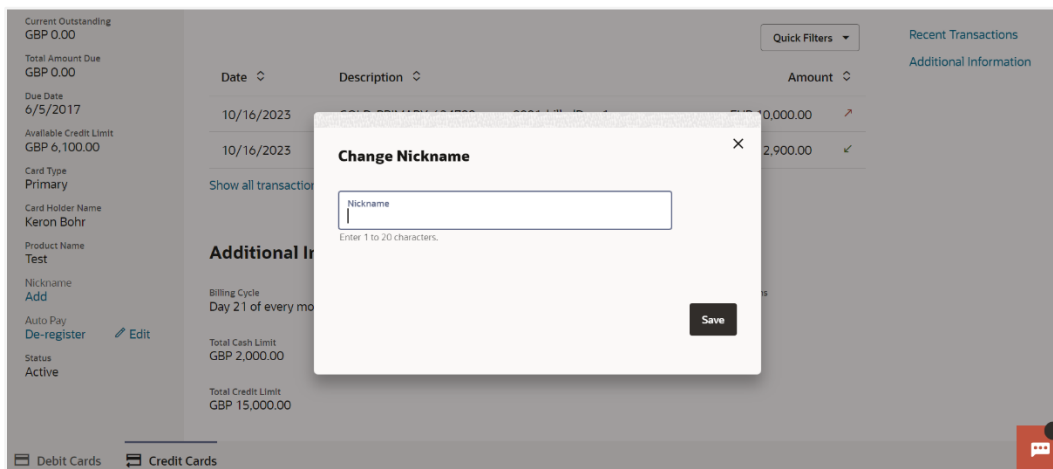 Current Outstanding
GBP 0.00
Total Amount Due
GBP 0.00
Due Date
6/5/2017
Available Credit Limit
GBP 6,100.00
Card Type
Primary
Card Holder Name
Keron Bohr
Product Name
Test
Nickname
Add
Auto Pay
De-register Edit
Status
Active
Quick Filters
Date Description Amount
10/16/2023 10,000.00
10/16/2023 2,900.00
Show all
Additional
Billing Cycle
Day 21 of every
Total Cash Limit
GBP 2,000.00
Total Credit Limit
GBP 15,000.00
Change Nickname
Nickname
Enter 1 to 20 characters.
Save
Recent Transactions
Additional Information
Debit Cards Credit Cards